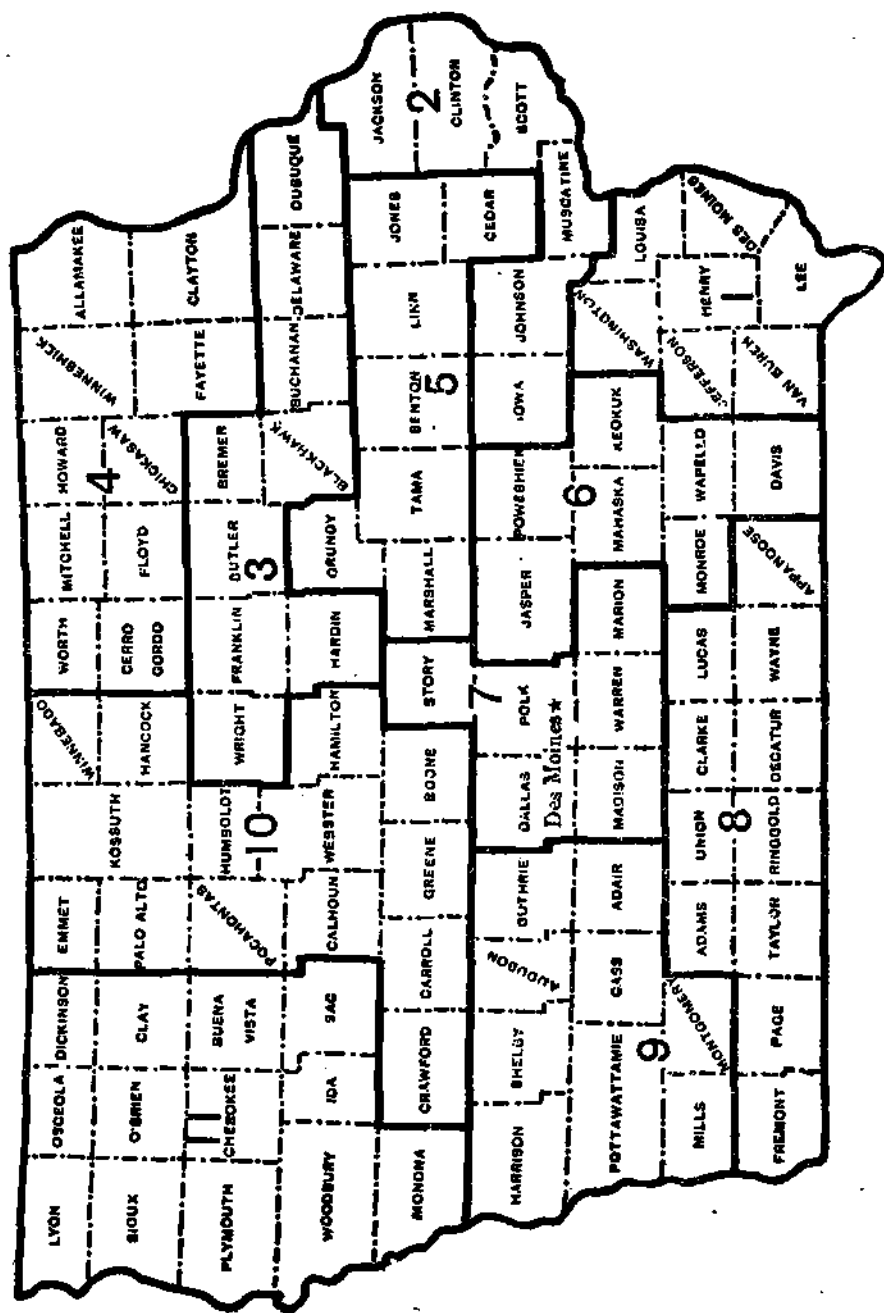 LYON
OSCEOLA
DICKINSON
EMMET
KOSSUTH
WINNEBAGO
WORTH
MITCHELL
HOWARD
WINNESHIEK
ALLAMAKEE
SIOUX
O'BRIEN
CLAY
PALO ALTO
HANCOCK
CERRO
GORDO
FLOYD
4
CHICKASAW
FAYETTE
CLAYTON
PLYMOUTH
11
CHEROKEE
BUENA
VISTA
POCAHONTAS
HUMBOLDT
10
WRIGHT
FRANKLIN
BUTLER
3
BREMER
BLACKHAWK
BUCHANAN
DELAWARE
DUBUQUE
WOODBURY
IDA
SAC
CALHOUN
WEBSTER
HAMILTON
HARDIN
GRUNDY
MONONA
CRAWFORD
CARROLL
GREENE
BOONE
STORY
MARSHALL
TAMA
BENTON
5
LINN
JONES
JACKSON
2
CLINTON
HARRISON
SHELBY
AUDUBON
GUTHRIE
DALLAS
Des Moines★
POLK
7
JASPER
POWESHIEK
IOWA
JOHNSON
CEDAR
SCOTT
MUSCATINE
POTTAWATTAMIE
CASS
ADAIR
MADISON
WARREN
MARION
MAHASKA
6
KEOKUK
WASHINGTON
LOUISA
MILLS
9
MONTGOMERY
ADAMS
UNION
CLARKE
LUCAS
MONROE
WAPELLO
JEFFERSON
HENRY
1
DES MOINES
FREMONT
PAGE
TAYLOR
RINGGOLD
8
DECATUR
WAYNE
APPANOOSE
DAVIS
VAN BUREN
LEE